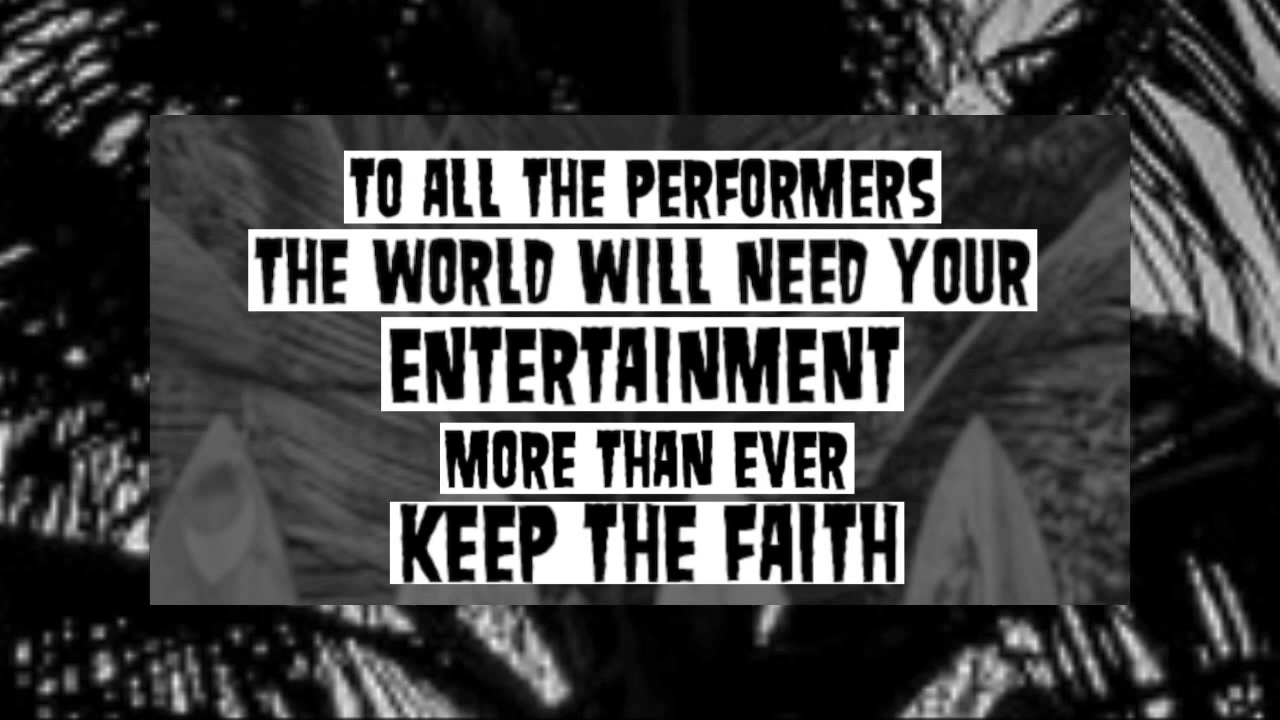 TO ALL THE PERFORMERS
THE WORLD WILL NEED YOUR
ENTERTAINMENT
MORE THAN EVER
KEEP THE FAITH